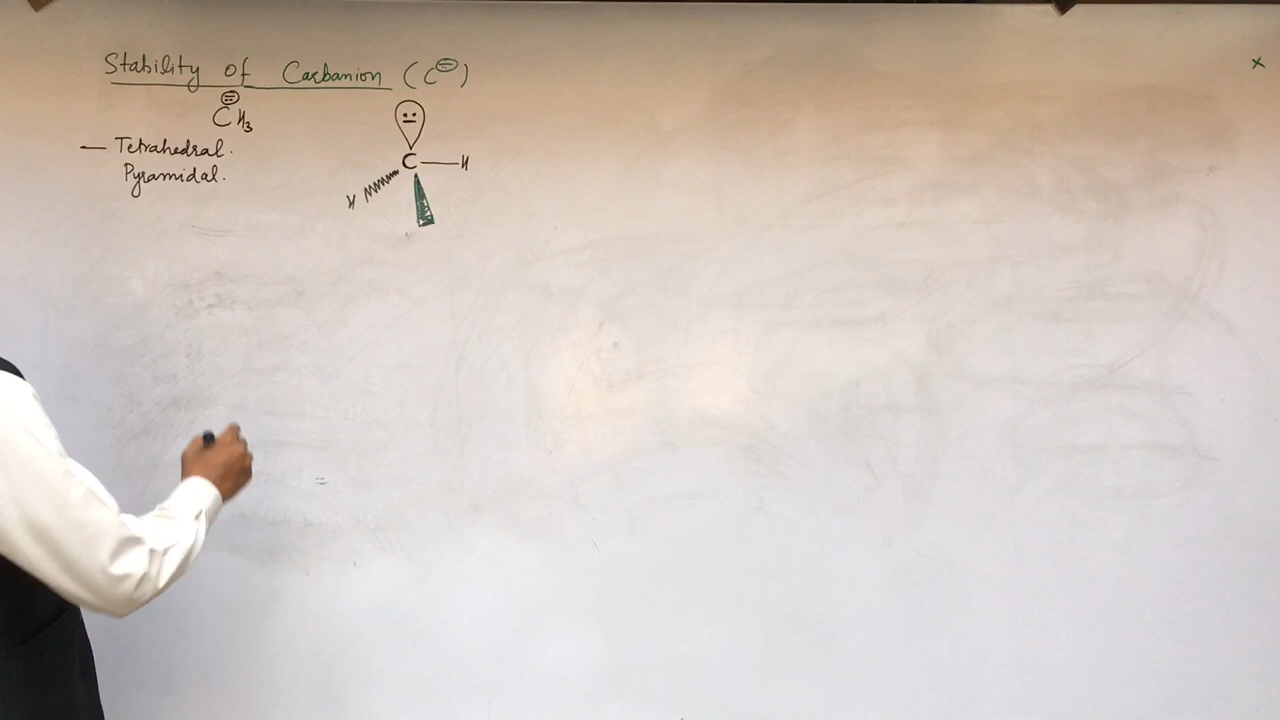 Stability of Carbanion (C⊖)
⊖
CH₃
— Tetrahedral.
Pyramidal.
C — H
H
=
×